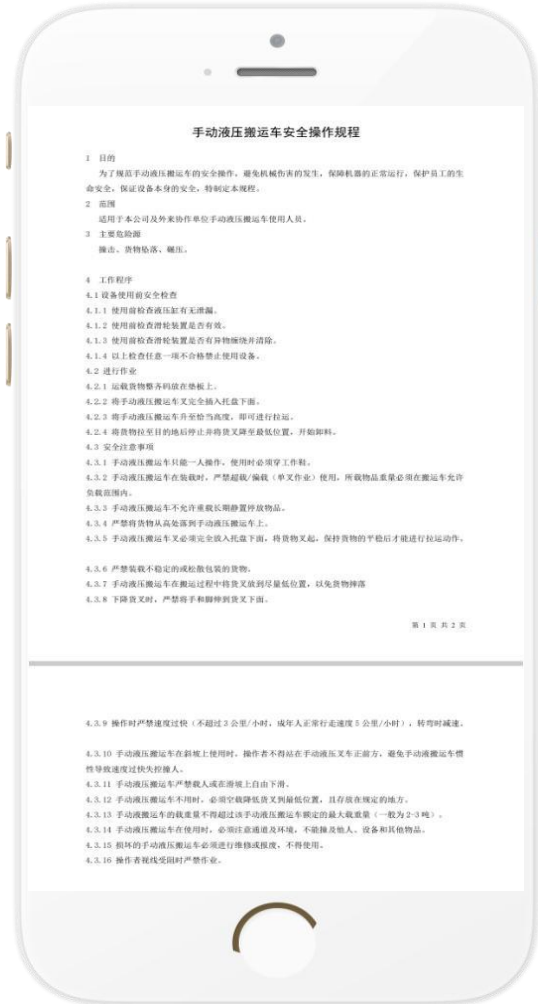 手动液压搬运车安全操作规程
1 目的
为了规范手动液压搬运车的安全操作，避免机械伤害的发生，保障机器的正常运行，保护员工的生
命安全，保证设备本身的安全，特制定本规程。
2 范围
适用于本公司及外来协作单位手动液压搬运车使用人员。
3 主要危险源
撞击、货物坠落、碾压。
4 工作程序
4.1 设备使用前安全检查
4.1.1 使用前检查液压缸有无泄漏。
4.1.2 使用前检查滑轮装置是否有效。
4.1.3 使用前检查滑轮装置是否有异物缠绕并清除。
4.1.4 以上检查任意一项不合格禁止使用设备。
4.2 进行作业
4.2.1 运载货物整齐码放在垫板上。
4.2.2 将手动液压搬运车叉完全插入托盘下面。
4.2.3 将手动液压搬运车升至恰当高度，即可进行拉运。
4.2.4 将货物拉至目的地后停止并将货叉降至最低位置，开始卸料。
4.3 安全注意事项
4.3.1 手动液压搬运车只能一人操作，使用时必须穿工作鞋。
4.3.2 手动液压搬运车在装载时，严禁超载/偏载（单叉作业）使用，所载物品重量必须在搬运车允许
负载范围内。
4.3.3 手动液压搬运车不允许重载长期静置停放物品。
4.3.4 严禁将货物从高处落到手动液压搬运车上。
4.3.5 手动液压搬运车叉必须完全放入托盘下面，将货物叉起，保持货物的平稳后才能进行拉运动作。
4.3.6 严禁装载不稳定的或松散包装的货物。
4.3.7 手动液压搬运车在搬运过程中将货叉放到尽量低位置，以免货物摔落
4.3.8 下降货叉时，严禁将手和脚伸到货叉下面。
第 1 页 共 2 页
4.3.9 操作时严禁速度过快（不超过 3 公里/小时，成年人正常行走速度 5 公里/小时），转弯时减速。
4.3.10 手动液压搬运车在斜坡上使用时，操作者不得站在手动液压叉车正前方，避免手动液搬运车惯
性导致速度过快失控撞人。
4.3.11 手动液压搬运车严禁载人或在滑坡上自由下滑。
4.3.12 手动液压搬运车不用时，必须空载降低货叉到最低位置，且存放在规定的地方。
4.3.13 手动液搬运车的载重量不得超过该手动液压搬运车额定的最大载重量（一般为 2-3 吨）。
4.3.14 手动液压搬运车在使用时，必须注意通道及环境，不能撞及他人、设备和其他物品。
4.3.15 损坏的手动液压搬运车必须进行维修或报废，不得使用。
4.3.16 操作者视线受阻时严禁作业。